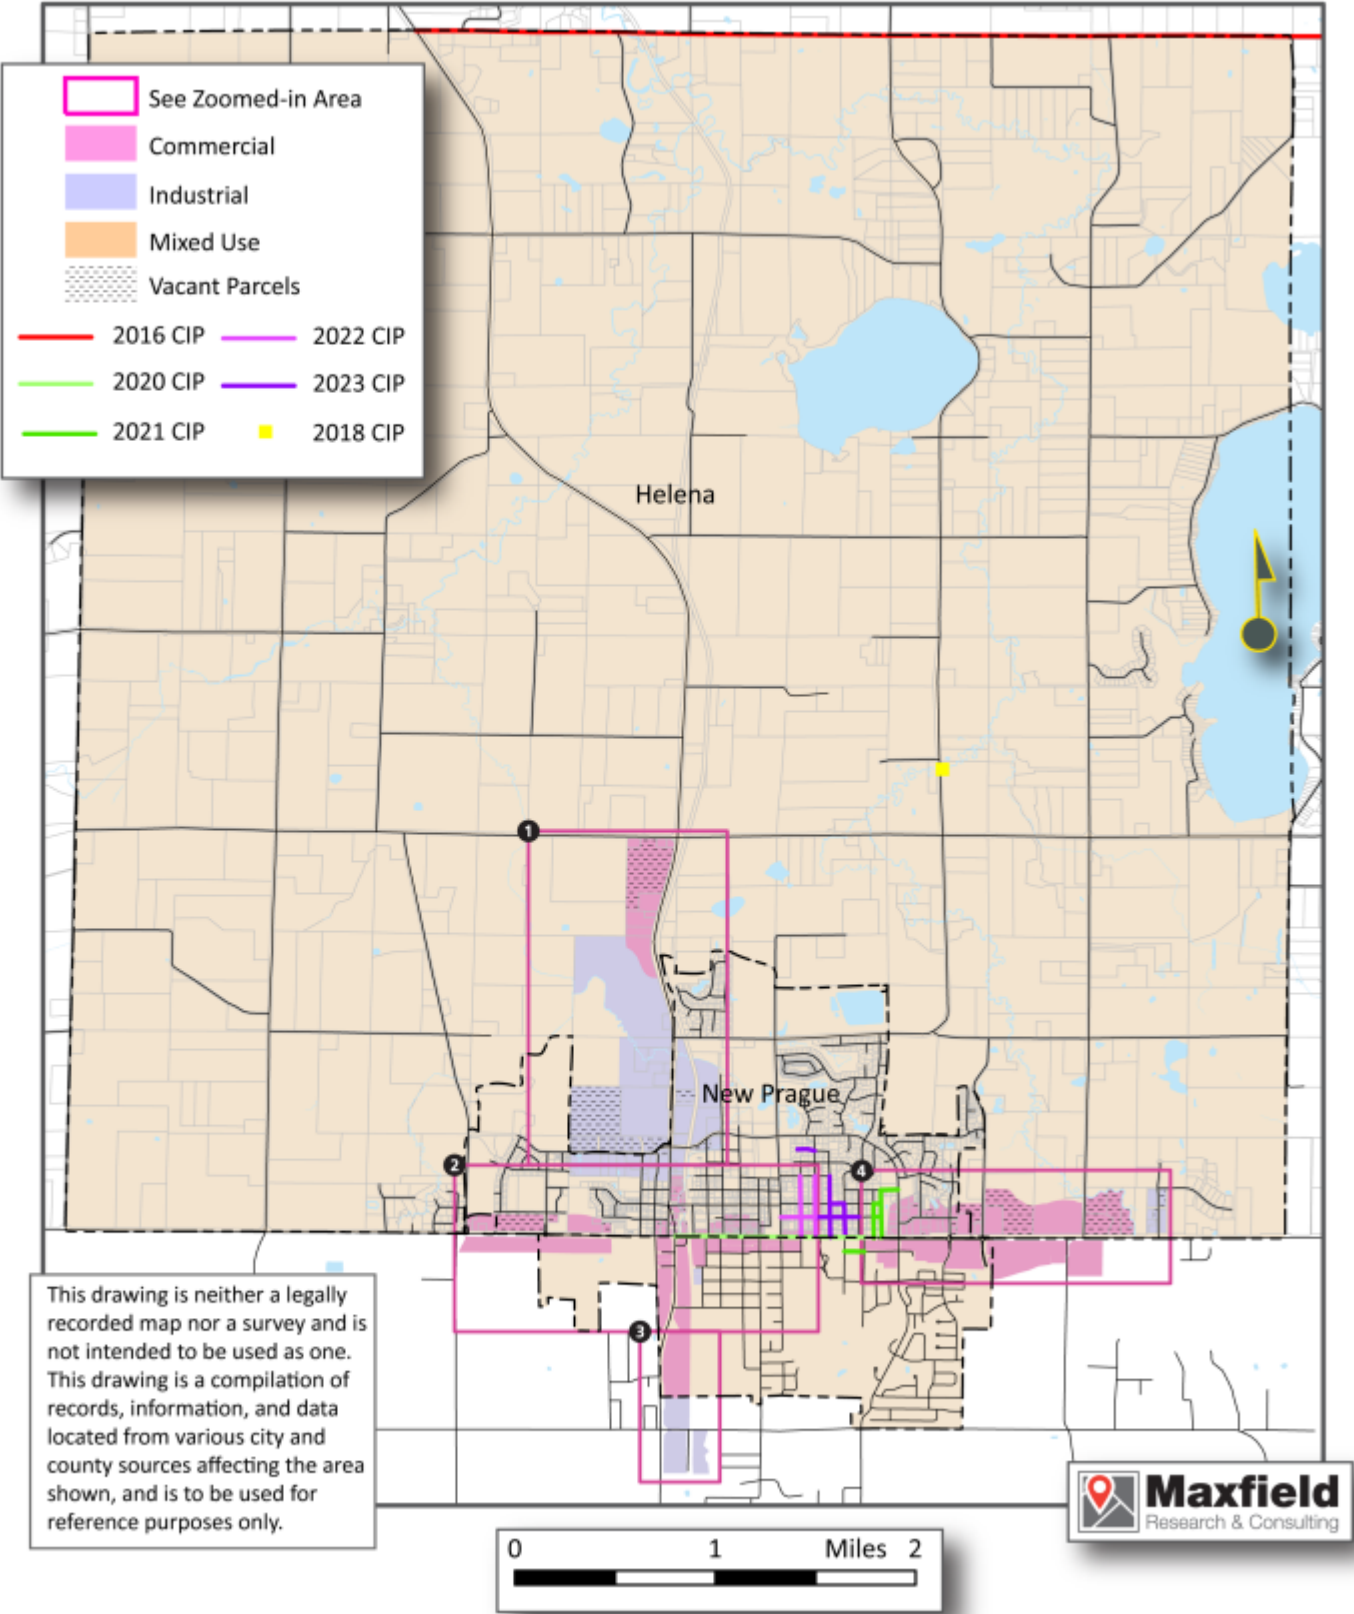 See Zoomed-in Area
Commercial
Industrial
Mixed Use
Vacant Parcels
2016 CIP
2022 CIP
2020 CIP
2023 CIP
2021 CIP
2018 CIP
Helena
1
New Prague
2
4
3
This drawing is neither a legally
recorded map nor a survey and is
not intended to be used as one.
This drawing is a compilation of
records, information, and data
located from various city and
county sources affecting the area
shown, and is to be used for
reference purposes only.
Maxfield
Research & Consulting
0 1 Miles 2